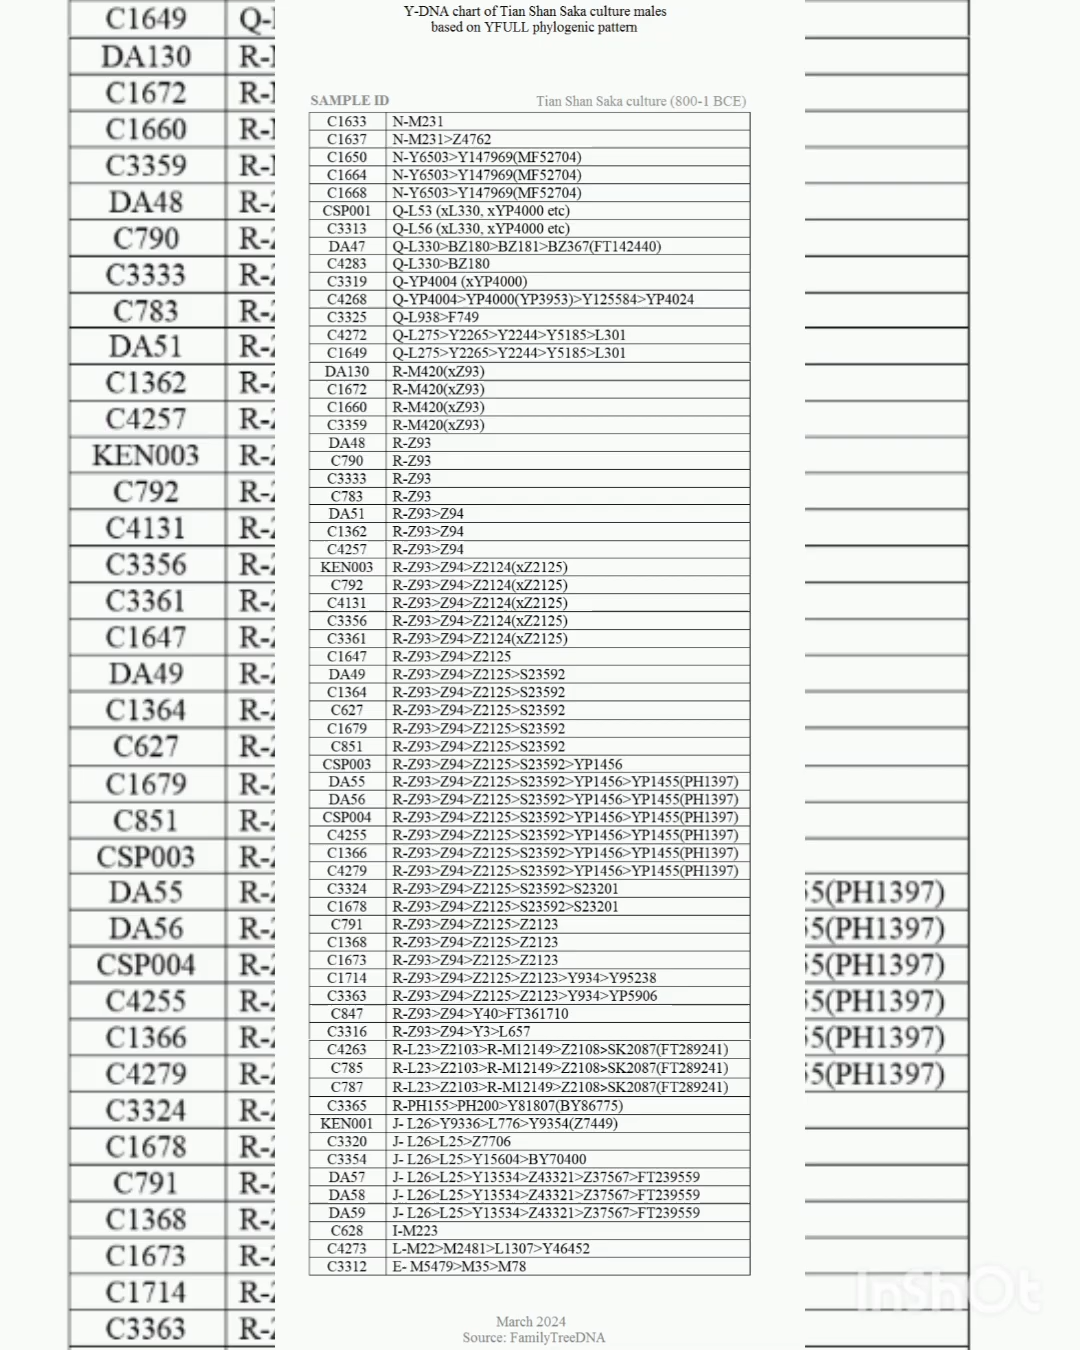 Y-DNA chart of Tian Shan Saka culture males
based on YFULL phylogenic pattern
SAMPLE ID Tian Shan Saka culture (800-1 BCE)
C1633 N-M231
C1637 N-M231>Z4762
C1650 N-Y6503>Y147969(MF52704)
C1664 N-Y6503>Y147969(MF52704)
C1668 N-Y6503>Y147969(MF52704)
CSP001 Q-L53 (xL330, xYP4000 etc)
C3313 Q-L56 (xL330, xYP4000 etc)
DA47 Q-L330>BZ180>BZ181>BZ367(FT142440)
C4283 Q-L330>BZ180
C3319 Q-YP4004 (xYP4000)
C4268 Q-YP4004>YP4000(YP3953)>Y125584>YP4024
C3325 Q-L938>F749
C4272 Q-L275>Y2265>Y2244>Y5185>L301
C1649 Q-L275>Y2265>Y2244>Y5185>L301
DA130 R-M420(xZ93)
C1672 R-M420(xZ93)
C1660 R-M420(xZ93)
C3359 R-M420(xZ93)
DA48 R-Z93
C790 R-Z93
C3333 R-Z93
C783 R-Z93
DA51 R-Z93>Z94
C1362 R-Z93>Z94
C4257 R-Z93>Z94
KEN003 R-Z93>Z94>Z2124(xZ2125)
C792 R-Z93>Z94>Z2124(xZ2125)
C4131 R-Z93>Z94>Z2124(xZ2125)
C3356 R-Z93>Z94>Z2124(xZ2125)
C3361 R-Z93>Z94>Z2124(xZ2125)
C1647 R-Z93>Z94>Z2125
DA49 R-Z93>Z94>Z2125>S23592
C1364 R-Z93>Z94>Z2125>S23592
C627 R-Z93>Z94>Z2125>S23592
C1679 R-Z93>Z94>Z2125>S23592
C851 R-Z93>Z94>Z2125>S23592
CSP003 R-Z93>Z94>Z2125>S23592>YP1456
DA55 R-Z93>Z94>Z2125>S23592>YP1456>YP1455(PH1397)
DA56 R-Z93>Z94>Z2125>S23592>YP1456>YP1455(PH1397)
CSP004 R-Z93>Z94>Z2125>S23592>YP1456>YP1455(PH1397)
C4255 R-Z93>Z94>Z2125>S23592>YP1456>YP1455(PH1397)
C1366 R-Z93>Z94>Z2125>S23592>YP1456>YP1455(PH1397)
C4279 R-Z93>Z94>Z2125>S23592>YP1456>YP1455(PH1397)
C3324 R-Z93>Z94>Z2125>S23592>S23201
C1678 R-Z93>Z94>Z2125>S23592>S23201
C791 R-Z93>Z94>Z2125>Z2123
C1368 R-Z93>Z94>Z2125>Z2123
C1673 R-Z93>Z94>Z2125>Z2123
C1714 R-Z93>Z94>Z2125>Z2123>Y934>Y95238
C3363 R-Z93>Z94>Z2125>Z2123>Y934>YP5906
C847 R-Z93>Z94>Y40>FT361710
C3316 R-Z93>Z94>Y3>L657
C4263 R-L23>Z2103>R-M12149>Z2108>SK2087(FT289241)
C785 R-L23>Z2103>R-M12149>Z2108>SK2087(FT289241)
C787 R-L23>Z2103>R-M12149>Z2108>SK2087(FT289241)
C3365 R-PH155>PH200>Y81807(BY86775)
KEN001 J- L26>Y9336>L776>Y9354(Z7449)
C3320 J- L26>L25>Z7706
C3354 J- L26>L25>Y15604>BY70400
DA57 J- L26>L25>Y13534>Z43321>Z37567>FT239559
DA58 J- L26>L25>Y13534>Z43321>Z37567>FT239559
DA59 J- L26>L25>Y13534>Z43321>Z37567>FT239559
C628 I-M223
C4273 L-M22>M2481>L1307>Y46452
C3312 E- M5479>M35>M78
March 2024
Source: FamilyTreeDNA
C1649 Q-
DA130 R-
C1672 R-
C1660 R-
C3359 R-
DA48 R-
C790 R-
C3333 R-
C783 R-
DA51 R-
C1362 R-
C4257 R-
KEN003 R-
C792 R-
C4131 R-
C3356 R-
C3361 R-
C1647 R-
DA49 R-
C1364 R-
C627 R-
C1679 R-
C851 R-
CSP003 R-
DA55 R- 5(PH1397)
DA56 R- 5(PH1397)
CSP004 R- 5(PH1397)
C4255 R- 5(PH1397)
C1366 R- 5(PH1397)
C4279 R- 5(PH1397)
C3324 R-
C1678 R-
C791 R-
C1368 R-
C1673 R-
C1714 R-
C3363 R-
InShOt